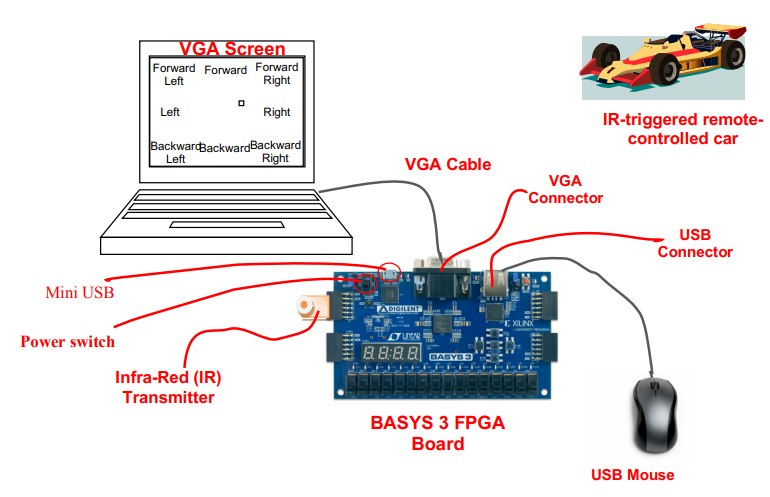 VGA Screen
Forward
Left
Forward
Forward
Right
Left
Right
Backward
Left
Backward
Backward
Right
IR-triggered remote-
controlled car
VGA Cable
VGA
Connector
USB
Connector
Mini USB
Power switch
Infra-Red (IR)
Transmitter
DIGILENT
XILINX
LINEAR
BASYS 3
BASYS 3 FPGA
Board
USB Mouse